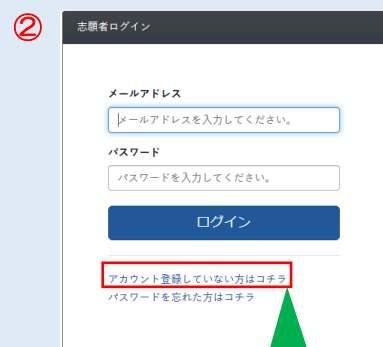 ②
志願者ログイン
メールアドレス
メールアドレスを入力してください。
パスワード
パスワードを入力してください。
ログイン
アカウント登録していない方はコチラ
パスワードを忘れた方はコチラ